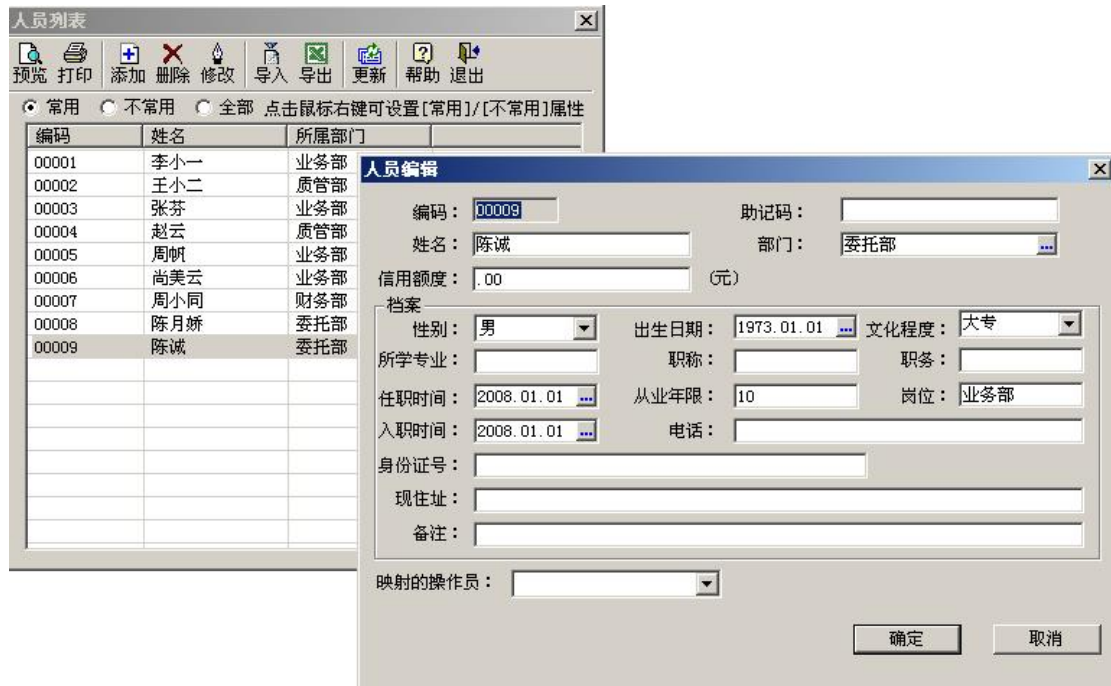 人员列表
预览 打印 添加 删除 修改 导入 导出 更新 帮助 退出
常用 不常用 全部 点击鼠标右键可设置[常用]/[不常用]属性
编码 姓名 所属部门
00001 李小一 业务部
00002 王小二 质管部
00003 张芬 业务部
00004 赵云 质管部
00005 周帆 业务部
00006 尚美云 业务部
00007 周小同 财务部
00008 陈月娇 委托部
00009 陈诚 委托部
人员编辑
编码： 00009 助记码：
姓名： 陈诚 部门： 委托部 ...
信用额度： .00 (元)
档案
性别： 男 出生日期： 1973.01.01 ... 文化程度： 大专
所学专业： 职称： 职务：
任职时间： 2008.01.01 ... 从业年限： 10 岗位： 业务部
入职时间： 2008.01.01 ... 电话：
身份证号：
现住址：
备注：
映射的操作员：
确定 取消